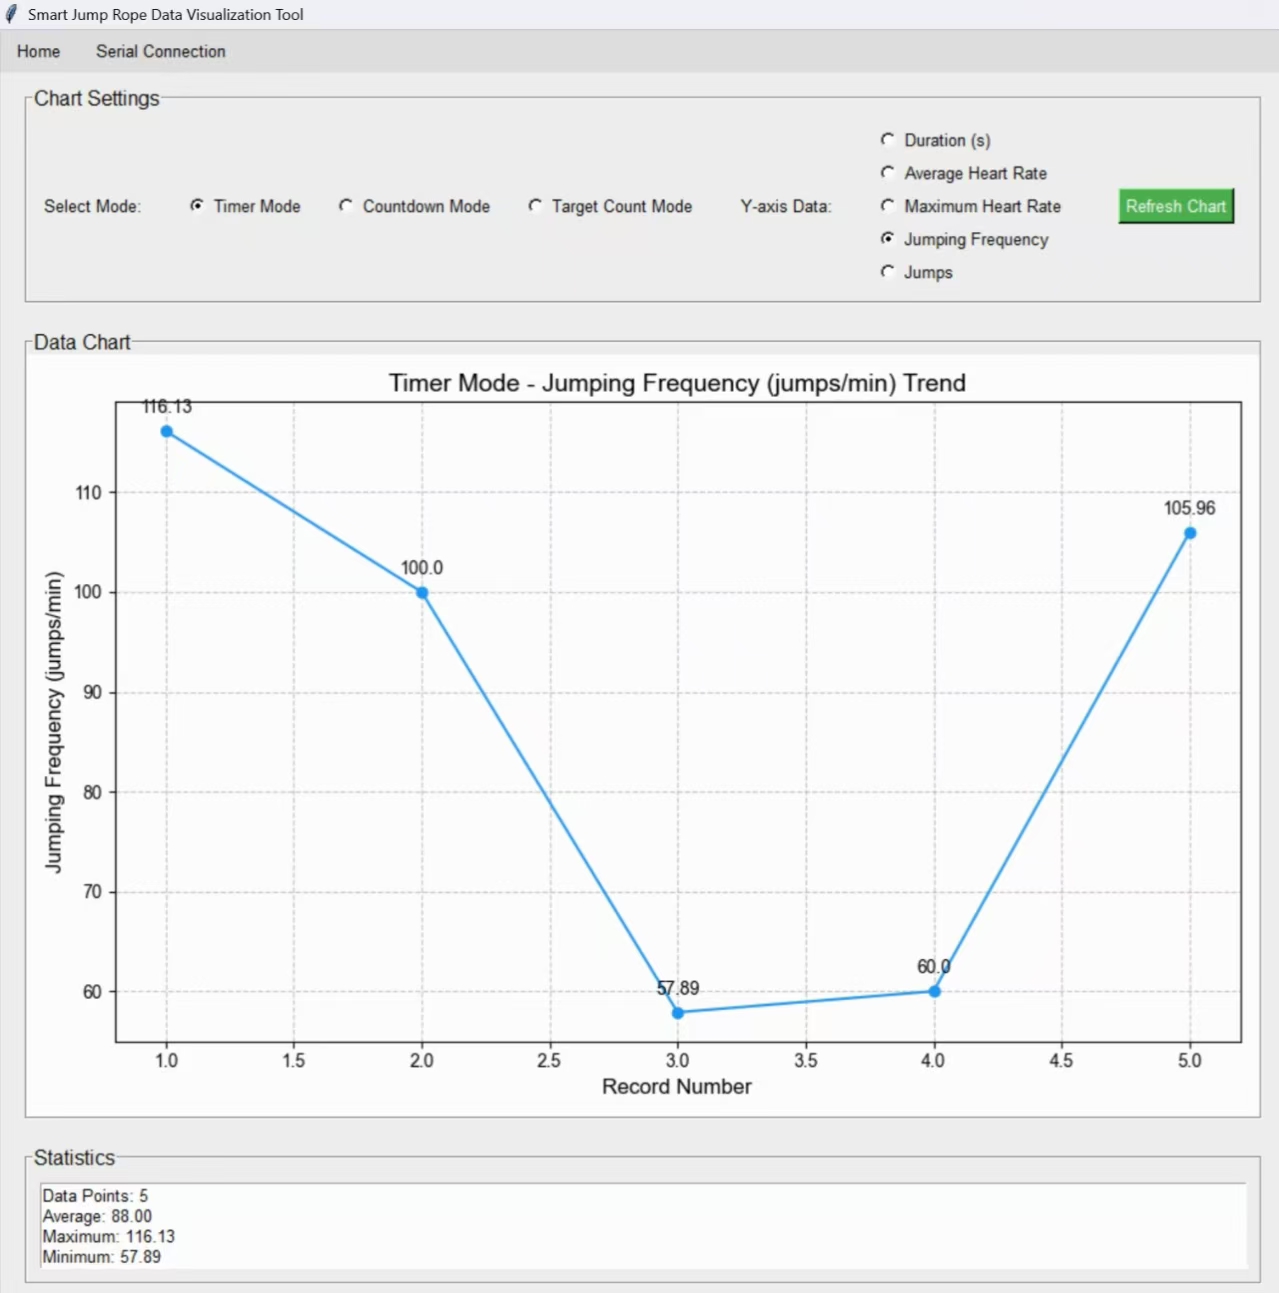 Smart Jump Rope Data Visualization Tool
Home Serial Connection
Chart Settings
Select Mode: Timer Mode Countdown Mode Target Count Mode Y-axis Data:
Duration (s)
Average Heart Rate
Maximum Heart Rate
Jumping Frequency
Jumps
Refresh Chart
Data Chart
Timer Mode - Jumping Frequency (jumps/min) Trend
116.13
100.0
57.89
60.0
105.96
Jumping Frequency (jumps/min)
110
100
90
80
70
60
1.0 1.5 2.0 2.5 3.0 3.5 4.0 4.5 5.0
Record Number
Statistics
Data Points: 5
Average: 88.00
Maximum: 116.13
Minimum: 57.89